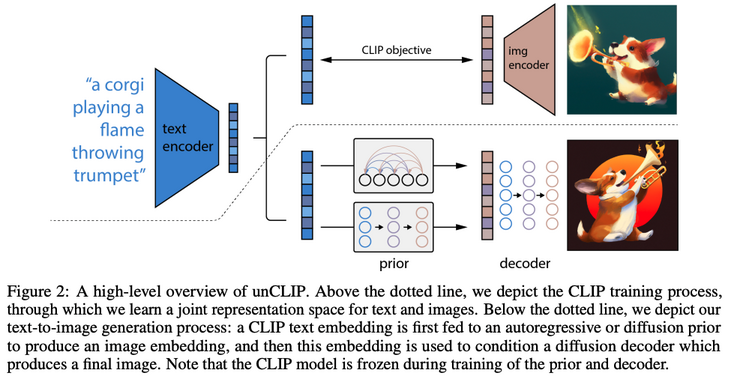 CLIP objective
img
encoder
“a corgi
playing a
flame
throwing
trumpet”
text
encoder
prior
decoder
Figure 2: A high-level overview of unCLIP. Above the dotted line, we depict the CLIP training process,
through which we learn a joint representation space for text and images. Below the dotted line, we depict our
text-to-image generation process: a CLIP text embedding is first fed to an autoregressive or diffusion prior
to produce an image embedding, and then this embedding is used to condition a diffusion decoder which
produces a final image. Note that the CLIP model is frozen during training of the prior and decoder.